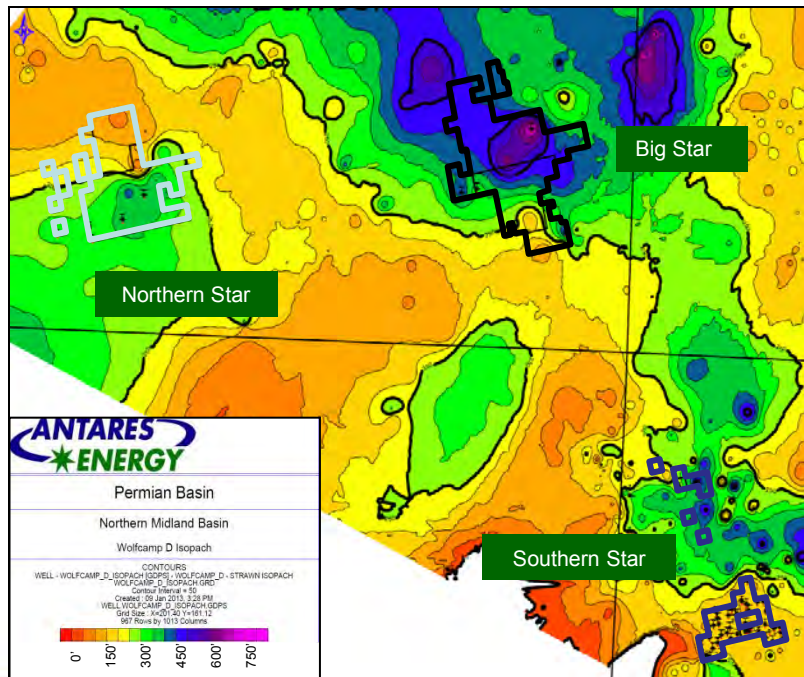 Big Star
Northern Star
Southern Star
ANTARES
ENERGY
Permian Basin
Northern Midland Basin
Wolfcamp D Isopach
CONTOURS
WELL - WOLFCAMP_D_ISOPACH [GDPS] - WOLFCAMP_D - STRAWN ISOPACH
WOLFCAMP_D_ISOPACH.GRD
Contour Interval = 50
Created : 09 Jan 2013, 3:28 PM
WELL.WOLFCAMP_D_ISOPACH.GDPS
Grid Size : X=201.40 Y=161.12
967 Rows by 1013 Columns
0' 150' 300' 450' 600' 750'